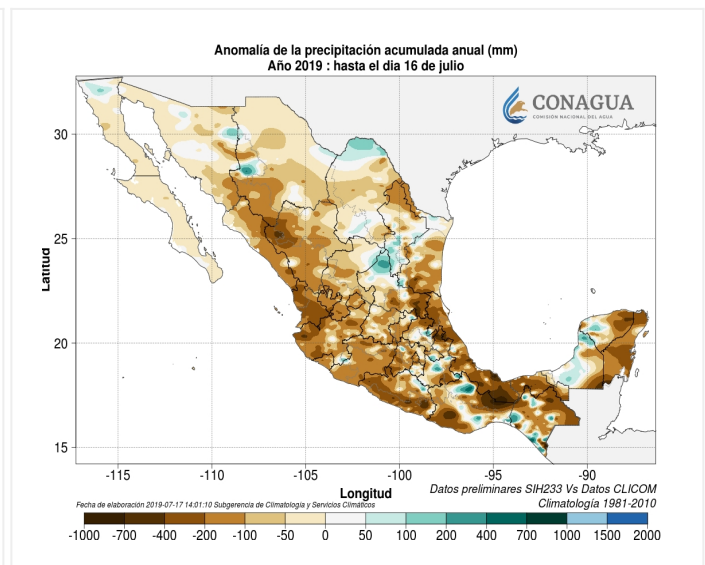 Anomalía de la precipitación acumulada anual (mm)
Año 2019 : hasta el dia 16 de julio
CONAGUA
COMISIÓN NACIONAL DEL AGUA
30
25
20
15
Latitud
-115 -110 -105 -100 -95 -90
Longitud
Datos preliminares SIH233 Vs Datos CLICOM
Fecha de elaboración 2019-07-17 14:01:10 Subgerencia de Climatología y Servicios Climáticos
Climatología 1981-2010
-1000 -700 -400 -200 -100 -50 0 50 100 200 400 700 1000 1500 2000